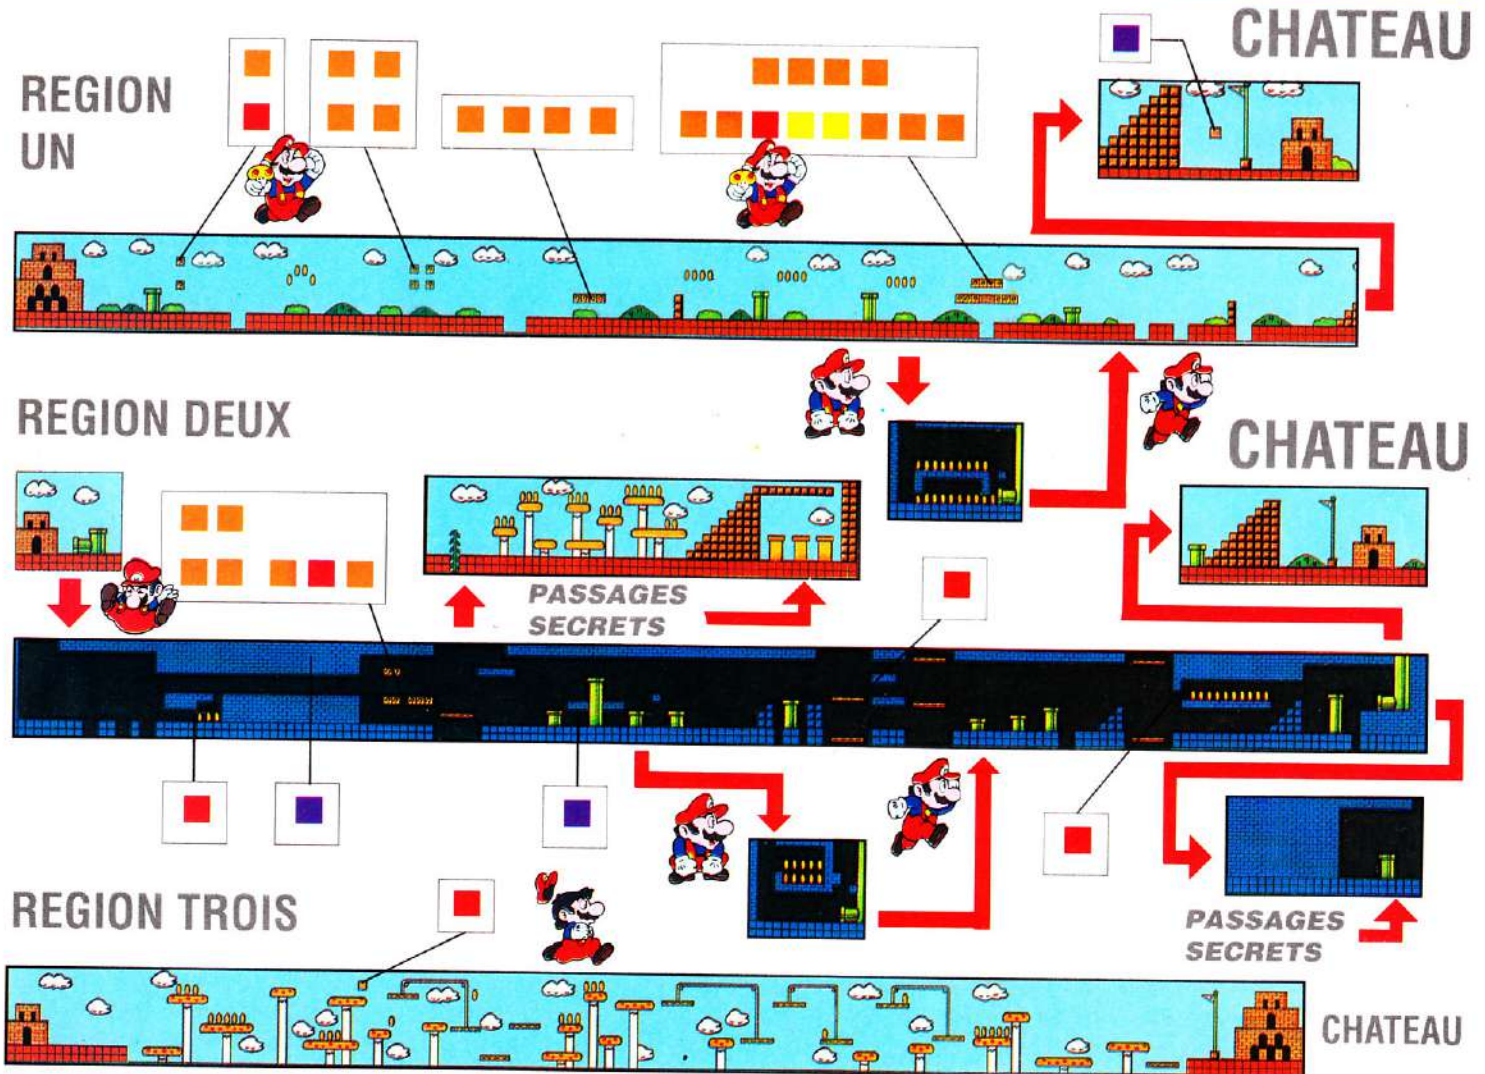 CHATEAU
REGION
UN
REGION DEUX
CHATEAU
PASSAGES
SECRETS
REGION TROIS
PASSAGES
SECRETS
CHATEAU